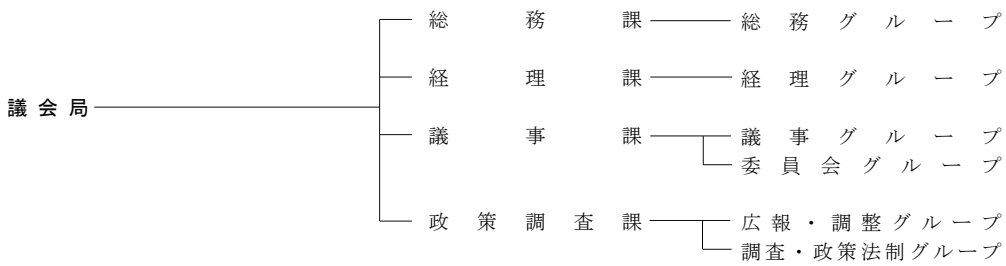 総務課 総務グループ
経理課 経理グループ
議会局
議事課 議事グループ
委員会グループ
政策調査課 広報・調整グループ
調査・政策法制グループ